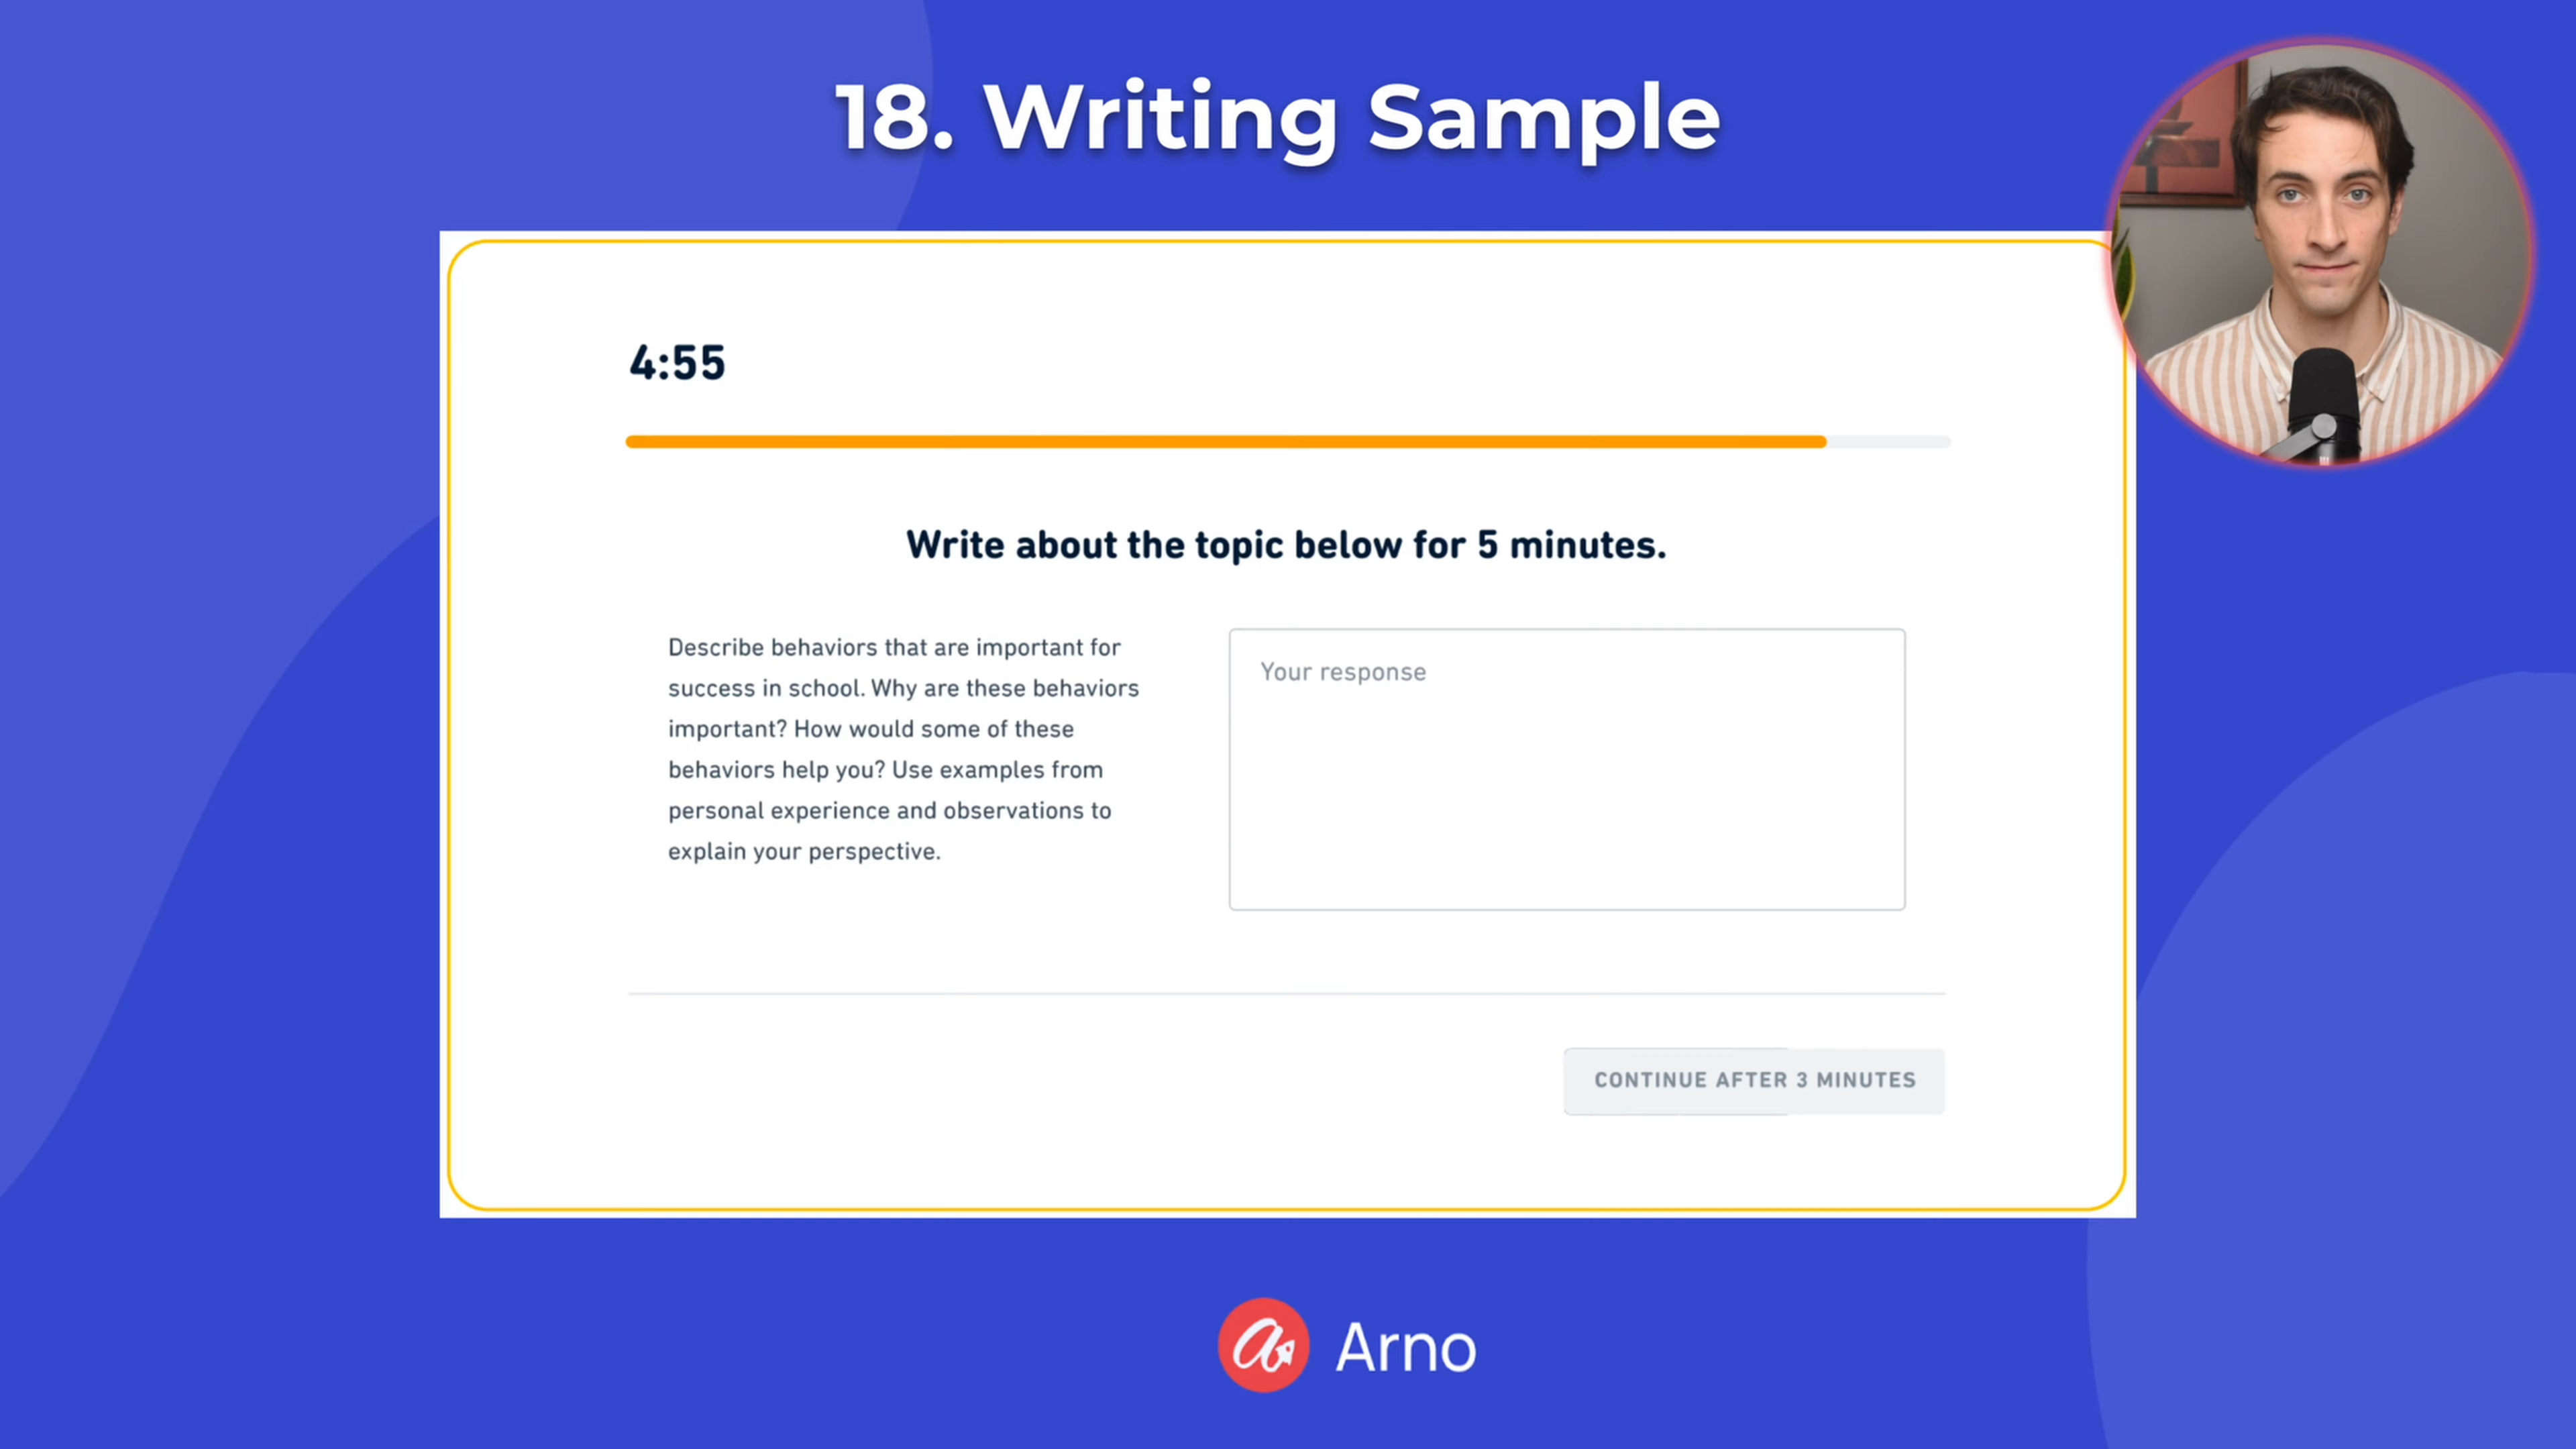 18. Writing Sample
4:55
Write about the topic below for 5 minutes.
Describe behaviors that are important for
success in school. Why are these behaviors
important? How would some of these
behaviors help you? Use examples from
personal experience and observations to
explain your perspective.
Your response
CONTINUE AFTER 3 MINUTES
Arno